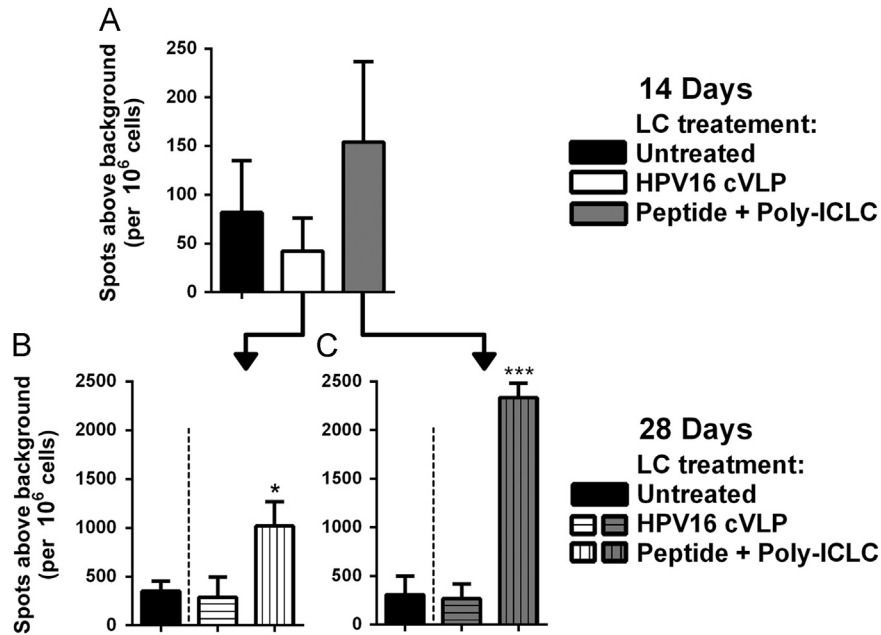 A
Spots above background
(per 10⁶ cells)
250
200
150
100
50
0
14 Days
LC treatement:
Untreated
HPV16 cVLP
Peptide + Poly-ICLC
B
Spots above background
(per 10⁶ cells)
2500
2000
1500
1000
500
0
*
C
2500
2000
1500
1000
500
0
***
28 Days
LC treatment:
Untreated
HPV16 cVLP
Peptide + Poly-ICLC